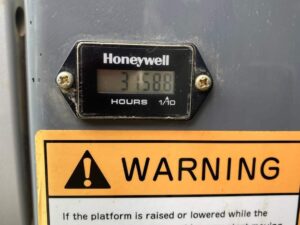 Honeywell
31588
HOURS 1/10
WARNING
If the platform is raised or lowered while the